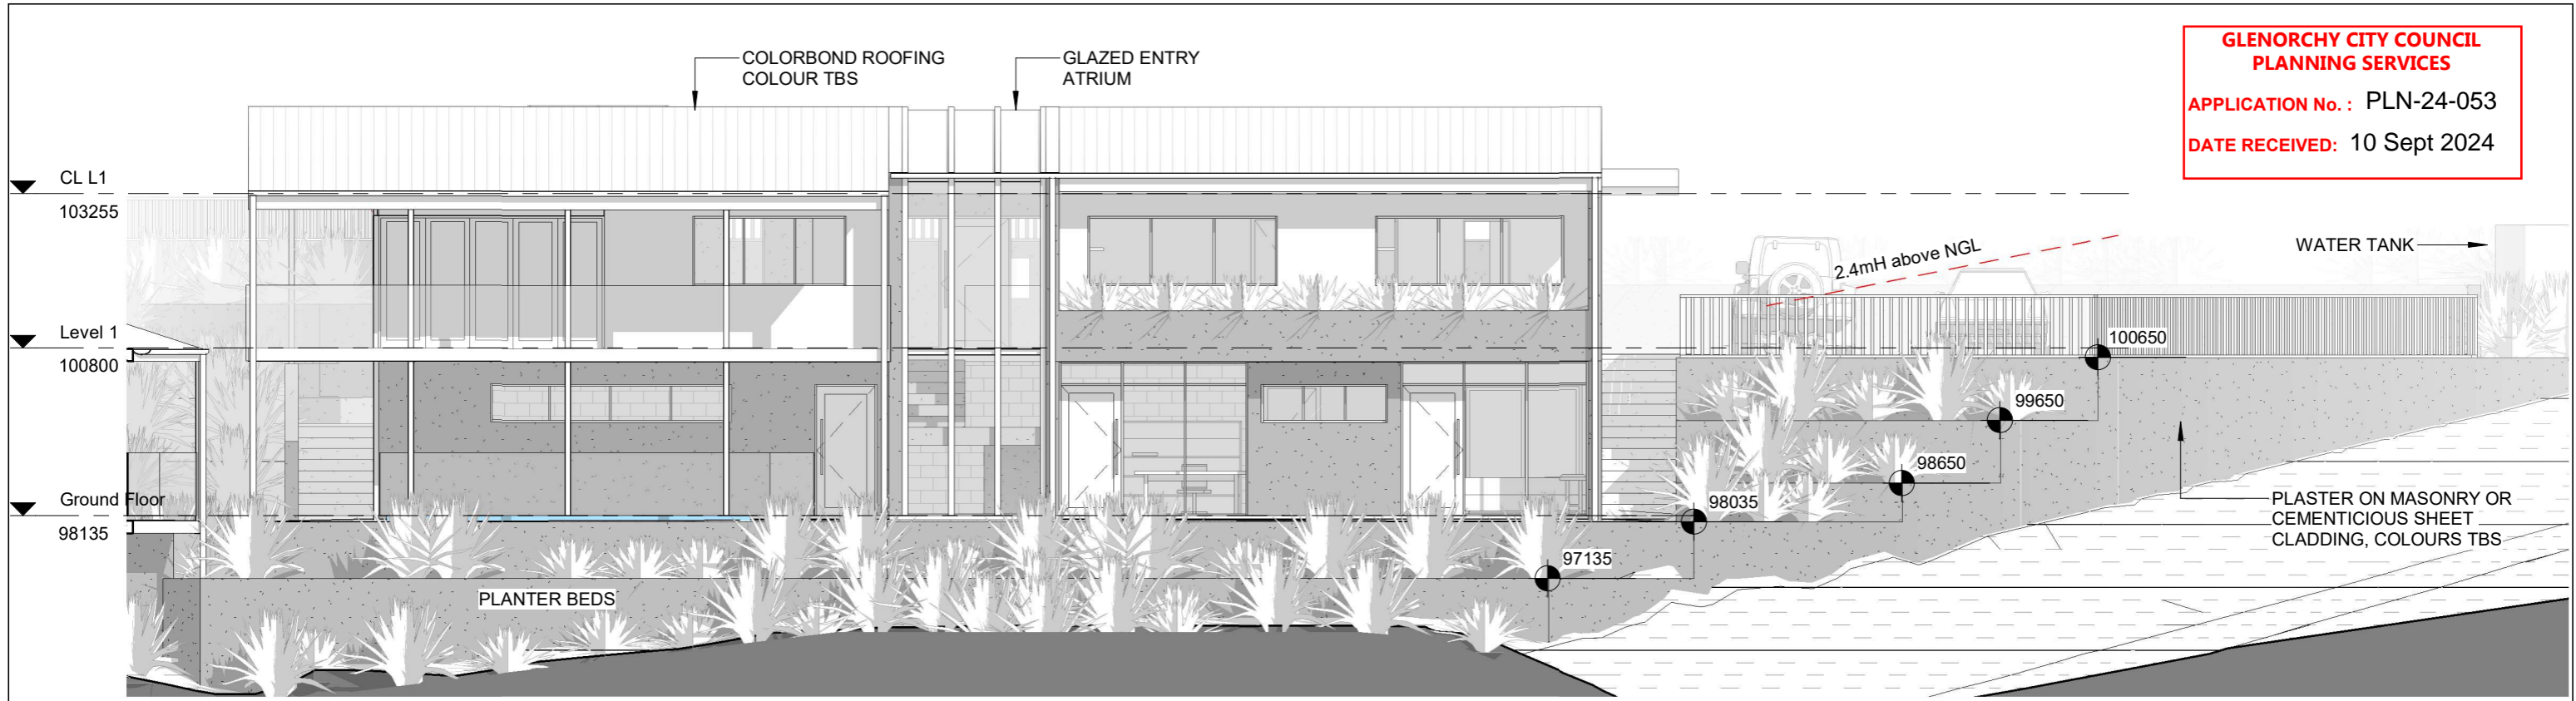 COLORBOND ROOFING
COLOUR TBS
GLAZED ENTRY
ATRIUM
GLENORCHY CITY COUNCIL
PLANNING SERVICES
APPLICATION No. : PLN-24-053
DATE RECEIVED: 10 Sept 2024
CL L1
103255
2.4mH above NGL
WATER TANK
Level 1
100800
100650
99650
98650
Ground Floor
98135
98035
PLASTER ON MASONRY OR
CEMENTICIOUS SHEET
CLADDING, COLOURS TBS
97135
PLANTER BEDS